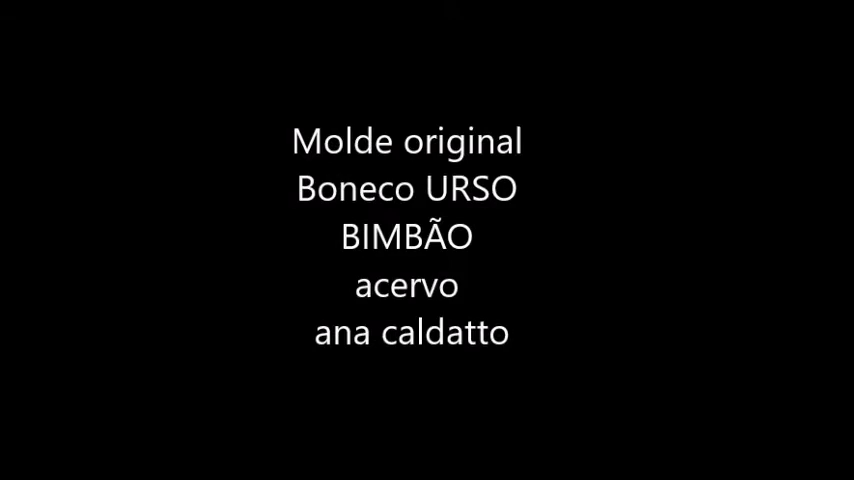 Molde original
Boneco URSO
BIMBÃO
acervo
ana caldatto